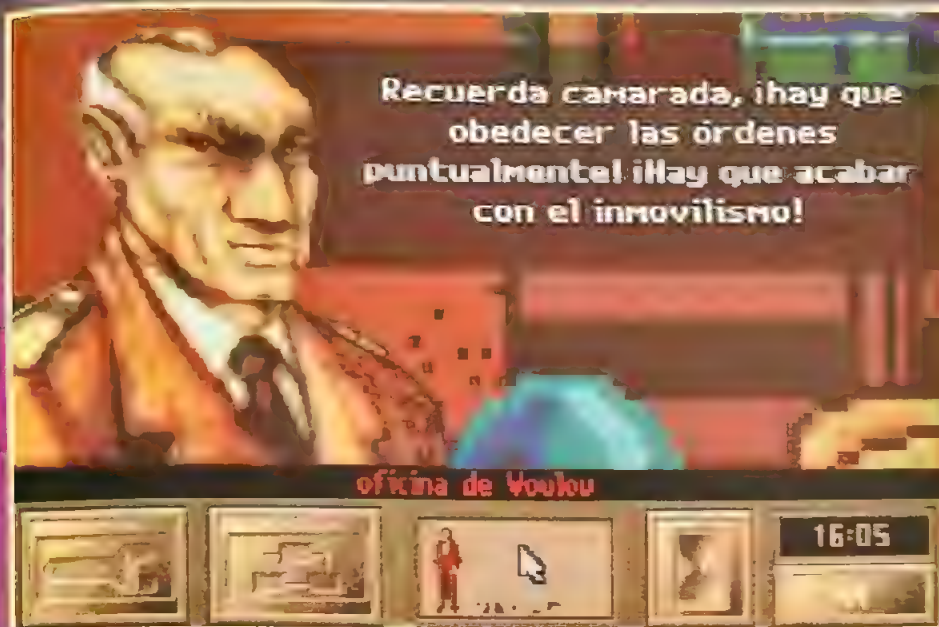 Recuerda camarada, ¡hay que
obedecer las órdenes
puntualmente! ¡Hay que acabar
con el inmovilismo!
oficina de Voulou
16:05